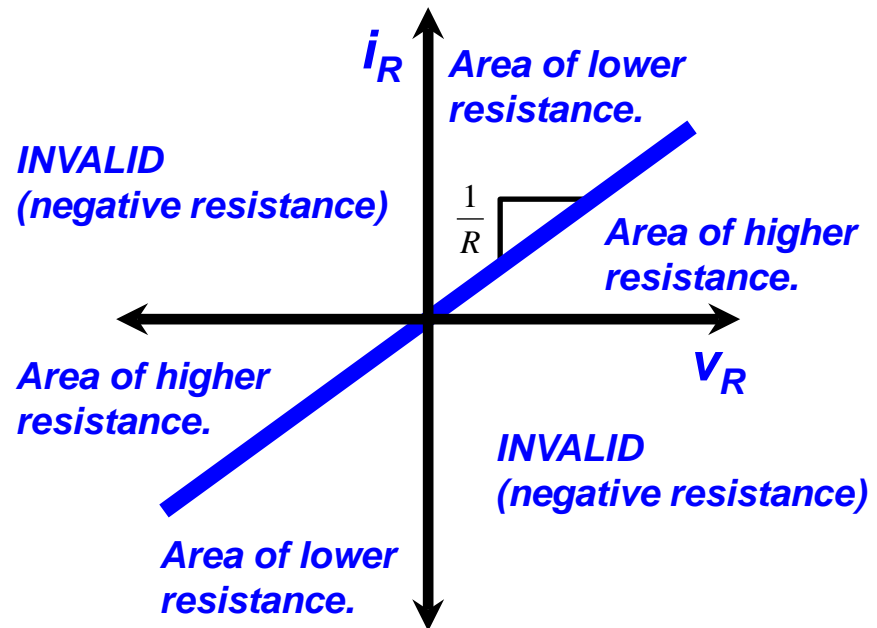 i_R
Area of lower
resistance.
INVALID
(negative resistance)
1
R
Area of higher
resistance.
Area of higher
resistance.
v_R
INVALID
(negative resistance)
Area of lower
resistance.